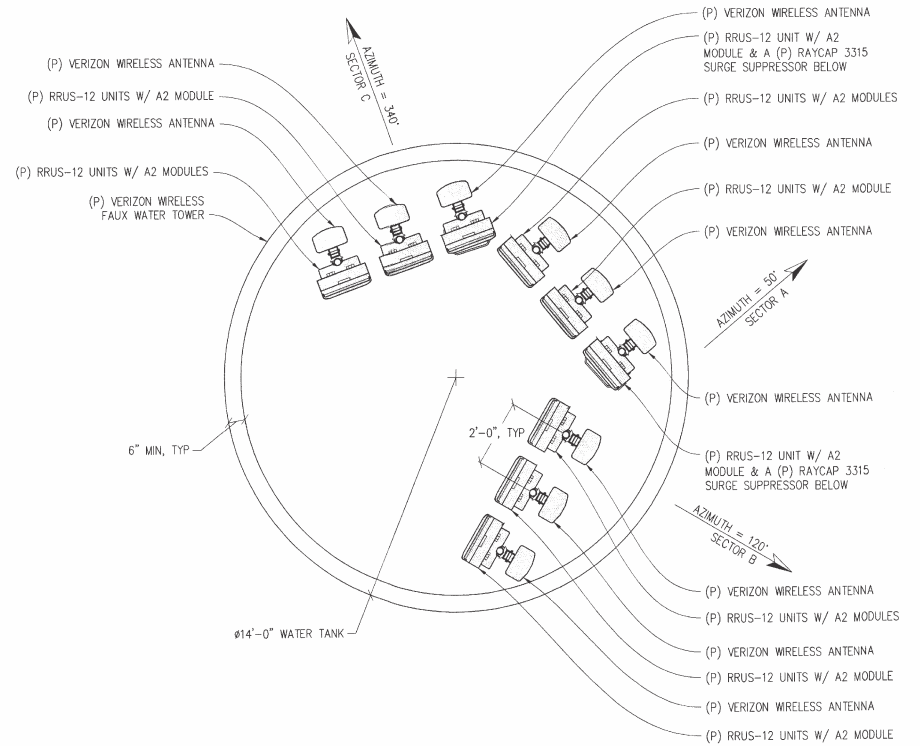 (P) VERIZON WIRELESS ANTENNA
(P) RRUS-12 UNITS W/ A2 MODULE
(P) VERIZON WIRELESS ANTENNA
(P) RRUS-12 UNITS W/ A2 MODULES
(P) VERIZON WIRELESS
FAUX WATER TOWER
AZIMUTH = 340°
SECTOR C
(P) VERIZON WIRELESS ANTENNA
(P) RRUS-12 UNIT W/ A2
MODULE & A (P) RAYCAP 3315
SURGE SUPPRESSOR BELOW
(P) RRUS-12 UNITS W/ A2 MODULES
(P) VERIZON WIRELESS ANTENNA
(P) RRUS-12 UNITS W/ A2 MODULE
(P) VERIZON WIRELESS ANTENNA
AZIMUTH = 50°
SECTOR A
(P) VERIZON WIRELESS ANTENNA
6" MIN, TYP
2'-0", TYP
(P) RRUS-12 UNIT W/ A2
MODULE & A (P) RAYCAP 3315
SURGE SUPPRESSOR BELOW
AZIMUTH = 120°
SECTOR B
(P) VERIZON WIRELESS ANTENNA
(P) RRUS-12 UNITS W/ A2 MODULES
ø14'-0" WATER TANK
(P) VERIZON WIRELESS ANTENNA
(P) RRUS-12 UNITS W/ A2 MODULE
(P) VERIZON WIRELESS ANTENNA
(P) RRUS-12 UNITS W/ A2 MODULE